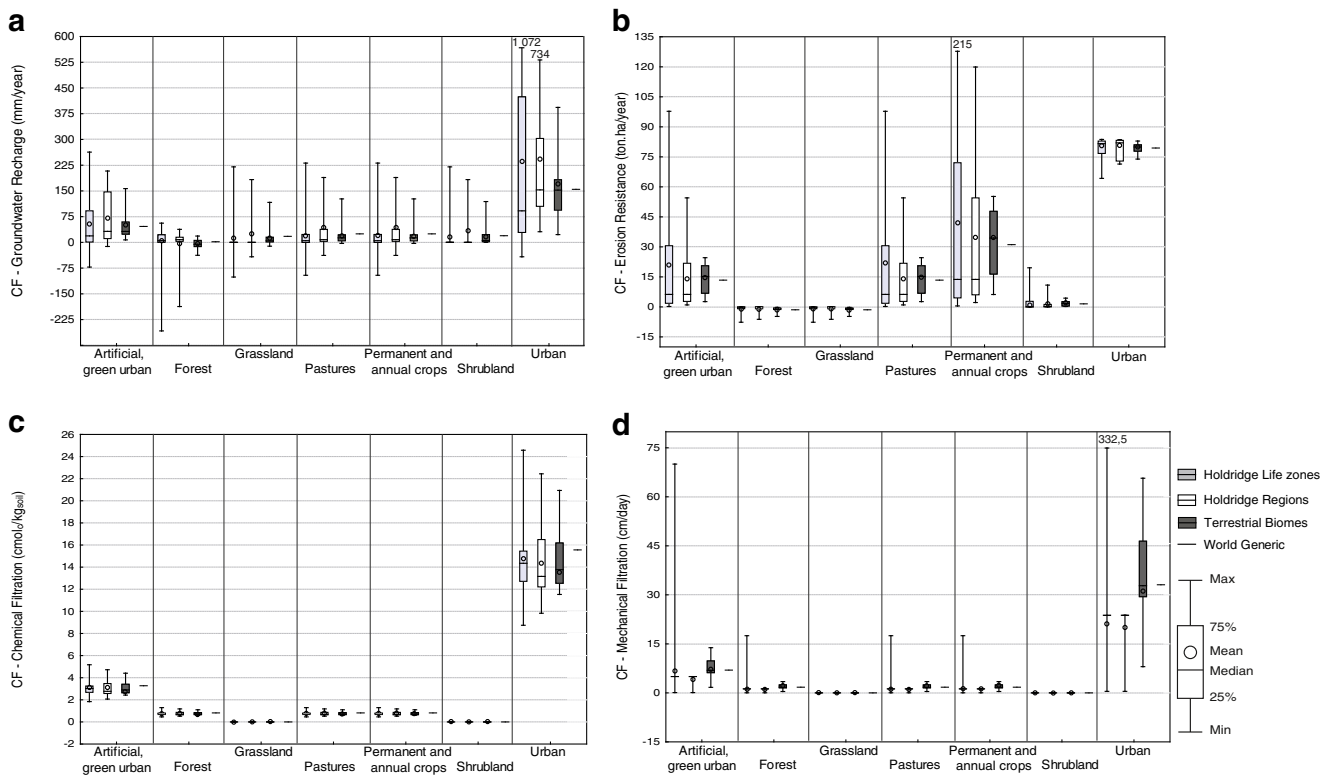 a
CF - Groundwater Recharge (mm/year)
600
525
450
375
300
225
150
75
0
-75
-150
-225
1 072
734
Artificial, green urban
Forest
Grassland
Pastures
Permanent and annual crops
Shrubland
Urban
b
CF - Erosion Resistance (ton.ha/year)
135
120
105
90
75
60
45
30
15
0
-15
215
Artificial, green urban
Forest
Grassland
Pastures
Permanent and annual crops
Shrubland
Urban
c
CF - Chemical Filtration (cmolc/kgsoil)
26
24
22
20
18
16
14
12
10
8
6
4
2
0
-2
Artificial, green urban
Forest
Grassland
Pastures
Permanent and annual crops
Shrubland
Urban
d
CF - Mechanical Filtration (cm/day)
75
60
45
30
15
0
-15
332,5
Artificial, green urban
Forest
Grassland
Pastures
Permanent and annual crops
Shrubland
Urban
Holdridge Life zones
Holdridge Regions
Terrestrial Biomes
World Generic
Max
75%
Mean
Median
25%
Min